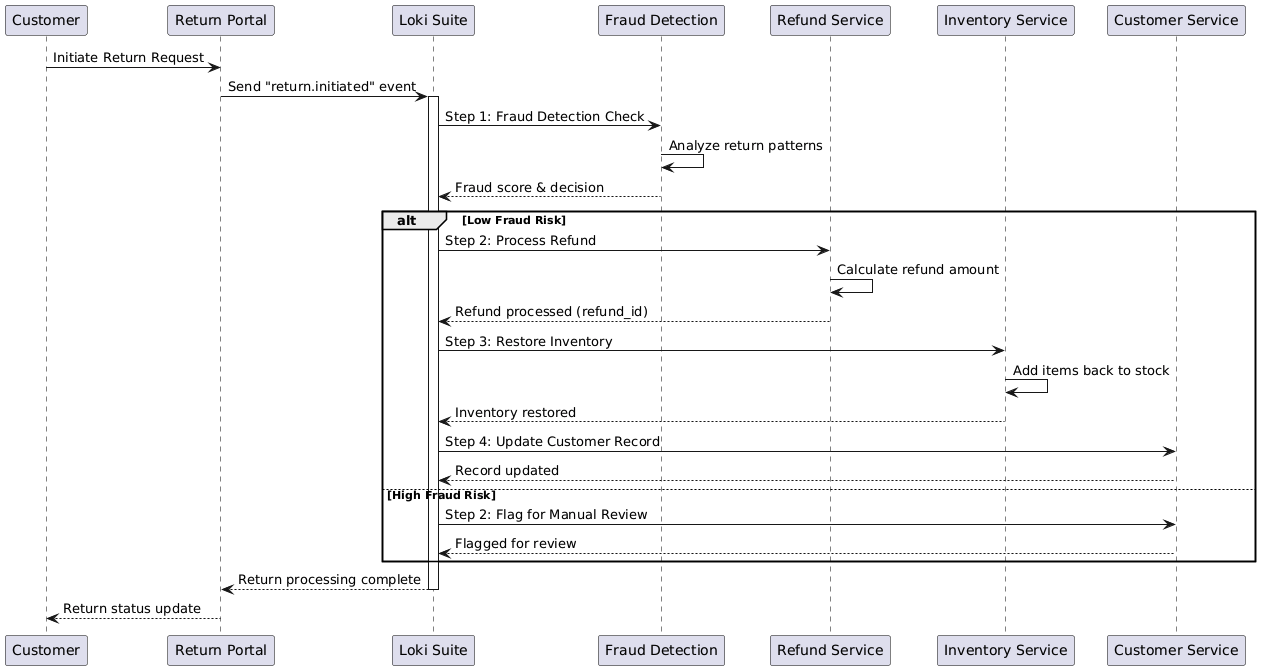 Customer
Return Portal
Loki Suite
Fraud Detection
Refund Service
Inventory Service
Customer Service
Initiate Return Request
Send "return.initiated" event
Step 1: Fraud Detection Check
Analyze return patterns
Fraud score & decision
alt
[Low Fraud Risk]
Step 2: Process Refund
Calculate refund amount
Refund processed (refund_id)
Step 3: Restore Inventory
Add items back to stock
Inventory restored
Step 4: Update Customer Record
Record updated
[High Fraud Risk]
Step 2: Flag for Manual Review
Flagged for review
Return processing complete
Return status update
Customer
Return Portal
Loki Suite
Fraud Detection
Refund Service
Inventory Service
Customer Service